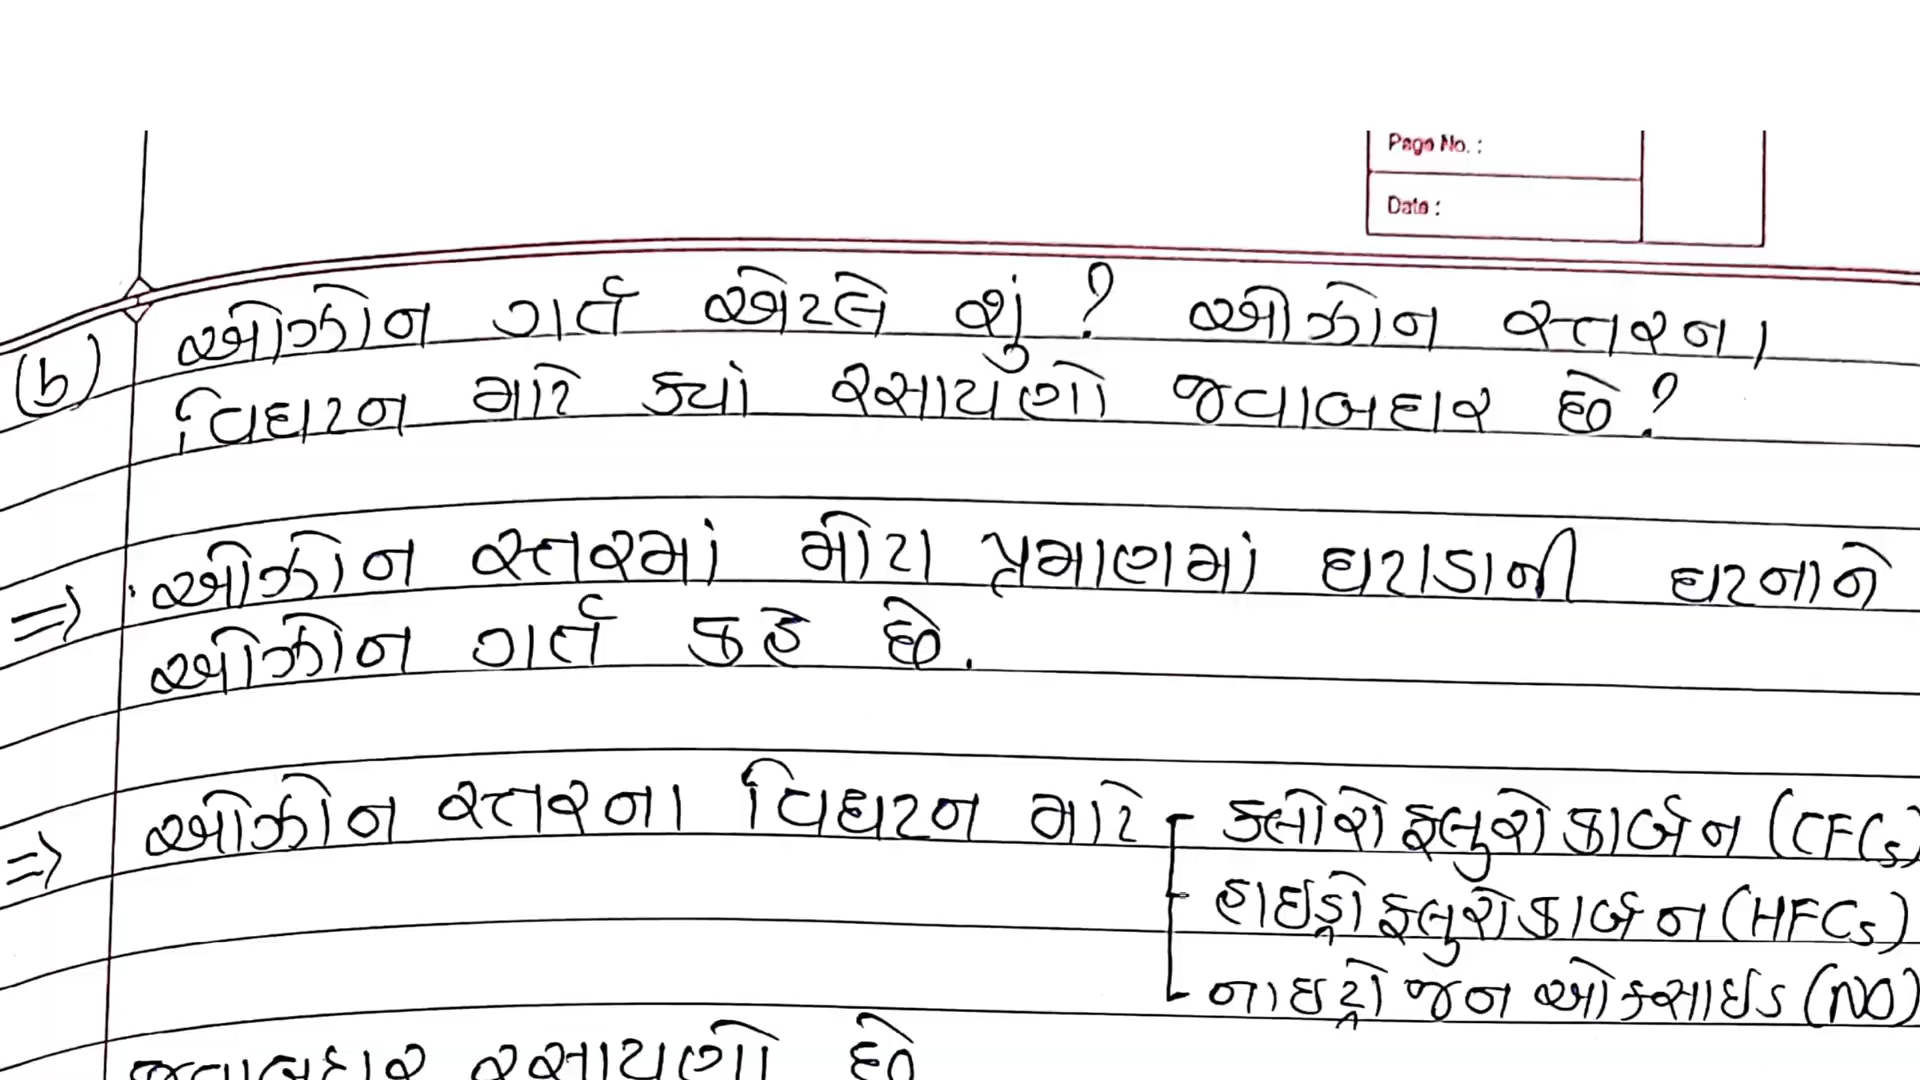 Page No. :
Date :
(b) ઓઝોન ગર્ત એટલે શું ? ઓઝોન સ્તરના
વિઘટન માટે ક્યાં રસાયણો જવાબદાર છે ?
=> ઓઝોન સ્તરમાં મોટા પ્રમાણમાં ઘટાડાની ઘટનાને
ઓઝોન ગર્ત કહે છે.
=> ઓઝોન સ્તરના વિઘટન માટે ક્લોરોફ્લુરોકાર્બન (CFCs)
હાઇડ્રોફ્લુરોકાર્બન (HFCs)
નાઇટ્રોજન ઓક્સાઇડ (NO)
જવાબદાર રસાયણો છે